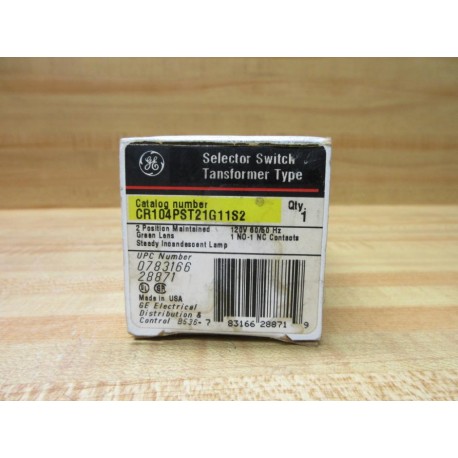 GE
Selector Switch
Tansformer Type
Catalog number
Qty.
CR104PST21G11S2
1
2 Position Maintained
120V 60/50 Hz
Green Lens
1 NO-1 NC Contacts
Steady Incandescent Lamp
UPC Number
0783166
28871
UL
Made in USA
GE Electrical
Distribution &
Control B636-
7 83166 28871 9